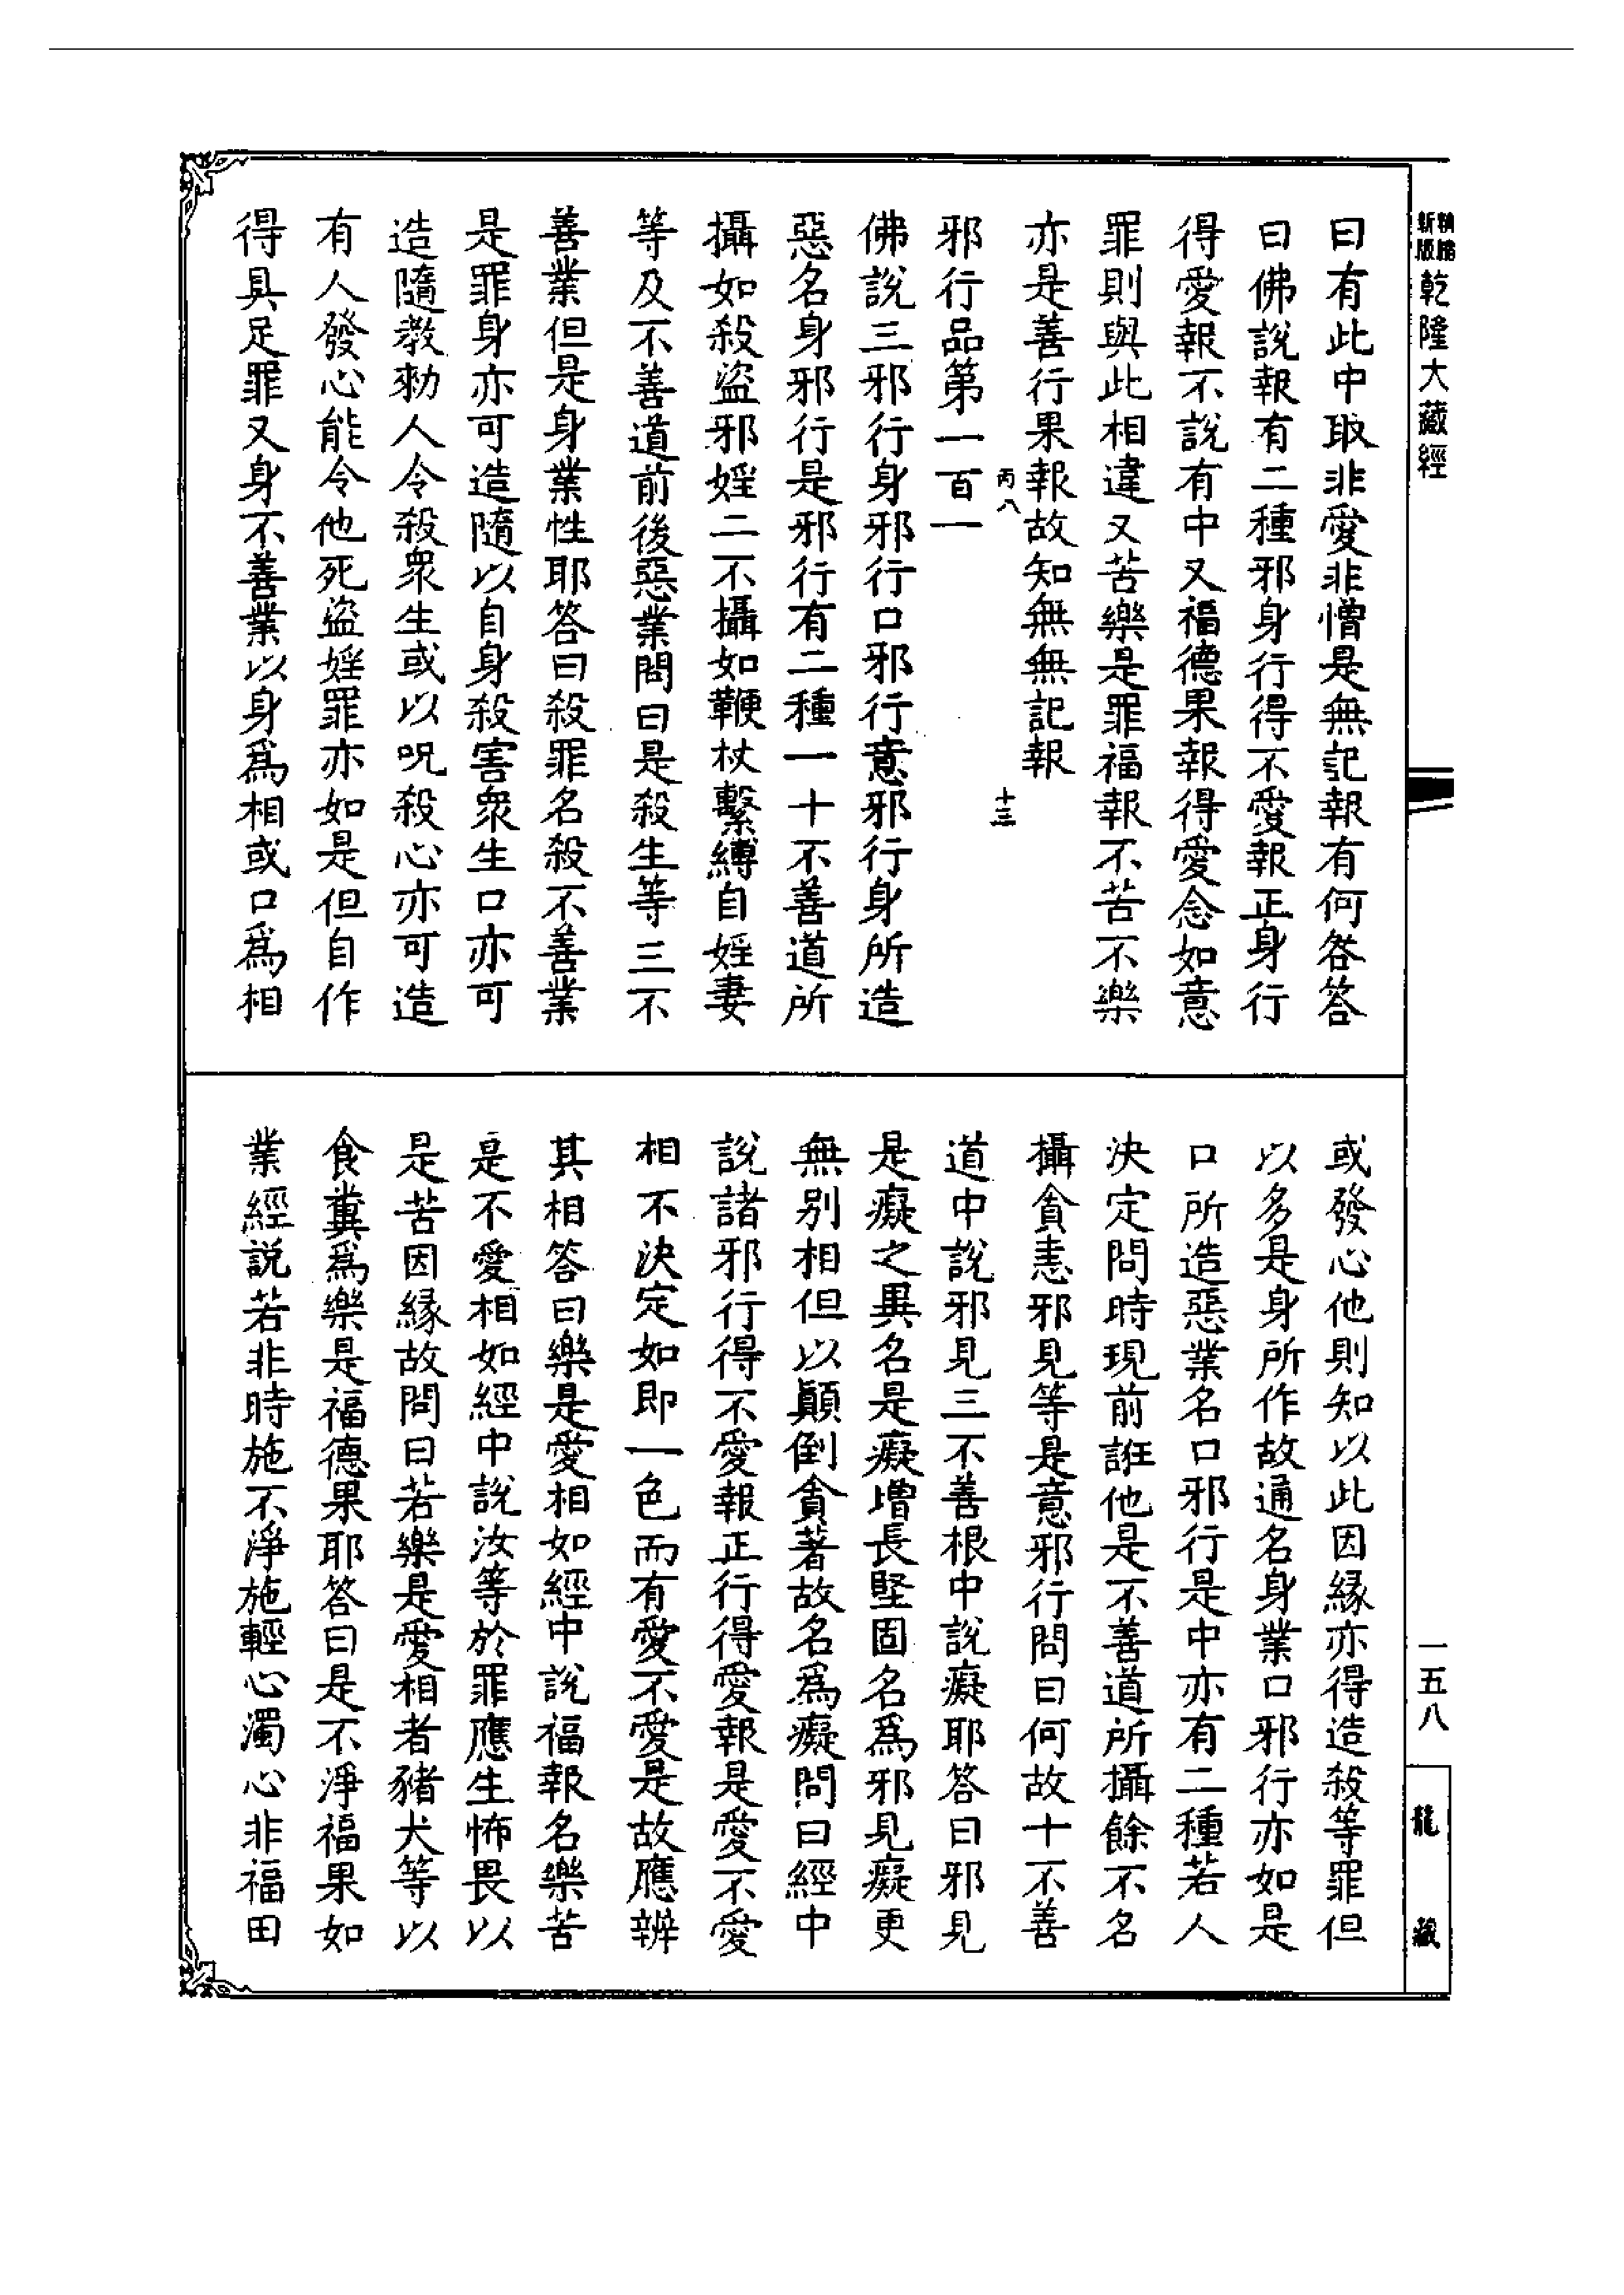 乾隆大藏經
曰有此中取非愛非憎是無記報有何咎答
曰佛說報有二種邪身行得不愛報正身行
得愛報不說有中又福德果報得愛念如意
罪則與此相違又苦樂是罪福報不苦不樂
亦是善行果報故知無無記報
丙八
十三
邪行品第一百一
佛說三邪行身邪行口邪行意邪行身所造
惡名身邪行是邪行有二種一十不善道所
攝如殺盜邪婬二不攝如鞭杖繫縛自婬妻
等及不善道前後惡業問曰是殺生等三不
善業但是身業性耶答曰殺罪名殺不善業
是罪身亦可造隨以自身殺害衆生口亦可
造隨教勑人令殺衆生或以呪殺心亦可造
有人發心能令他死盜婬罪亦如是但自作
得具足罪又身不善業以身爲相或口爲相
或發心他則知以此因緣亦得造殺等罪但
以多是身所作故通名身業口邪行亦如是
口所造惡業名口邪行是中亦有二種若人
決定問時現前誑他是不善道所攝餘不名
攝貪恚邪見等是意邪行問曰何故十不善
道中說邪見三不善根中說癡耶答曰邪見
是癡之異名是癡增長堅固名爲邪見癡更
無別相但以顚倒貪著故名爲癡問曰經中
說諸邪行得不愛報正行得愛報是愛不愛
相不決定如即一色而有愛不愛是故應辨
其相答曰樂是愛相如經中說福報名樂苦
是不愛相如經中說汝等於罪應生怖畏以
是苦因緣故問曰若樂是愛相者豬犬等以
食糞爲樂是福德果耶答曰是不淨福果如
業經說若非時施不淨施輕心濁心非福田
一五八
龍藏